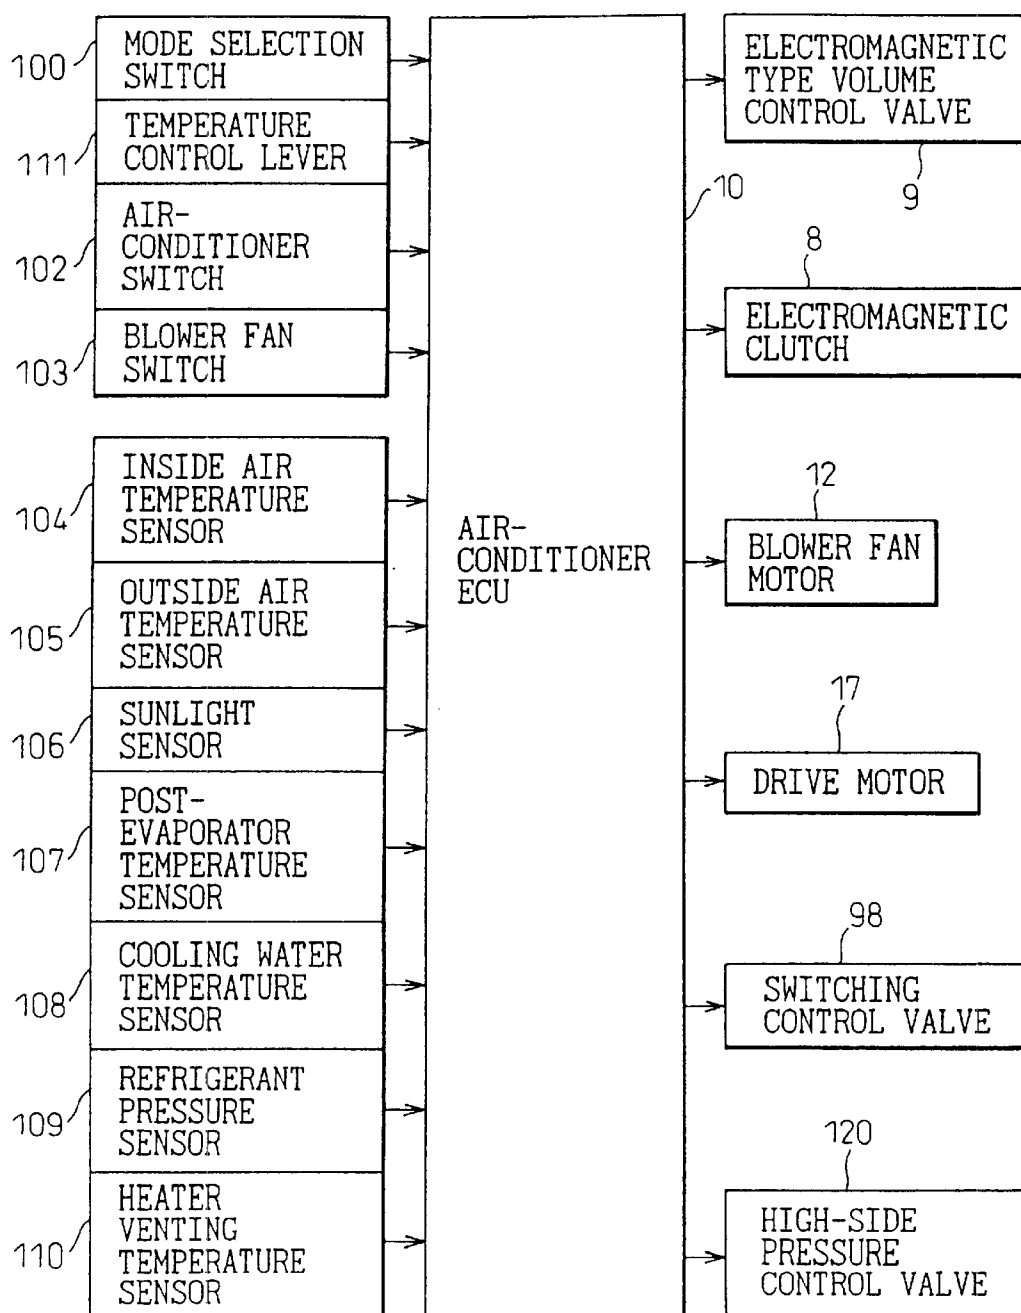 100
MODE SELECTION
SWITCH
111
TEMPERATURE
CONTROL LEVER
102
AIR-
CONDITIONER
SWITCH
103
BLOWER FAN
SWITCH
104
INSIDE AIR
TEMPERATURE
SENSOR
105
OUTSIDE AIR
TEMPERATURE
SENSOR
106
SUNLIGHT
SENSOR
107
POST-
EVAPORATOR
TEMPERATURE
SENSOR
108
COOLING WATER
TEMPERATURE
SENSOR
109
REFRIGERANT
PRESSURE
SENSOR
110
HEATER
VENTING
TEMPERATURE
SENSOR
10
AIR-
CONDITIONER
ECU
ELECTROMAGNETIC
TYPE VOLUME
CONTROL VALVE
9
8
ELECTROMAGNETIC
CLUTCH
12
BLOWER FAN
MOTOR
17
DRIVE MOTOR
98
SWITCHING
CONTROL VALVE
120
HIGH-SIDE
PRESSURE
CONTROL VALVE